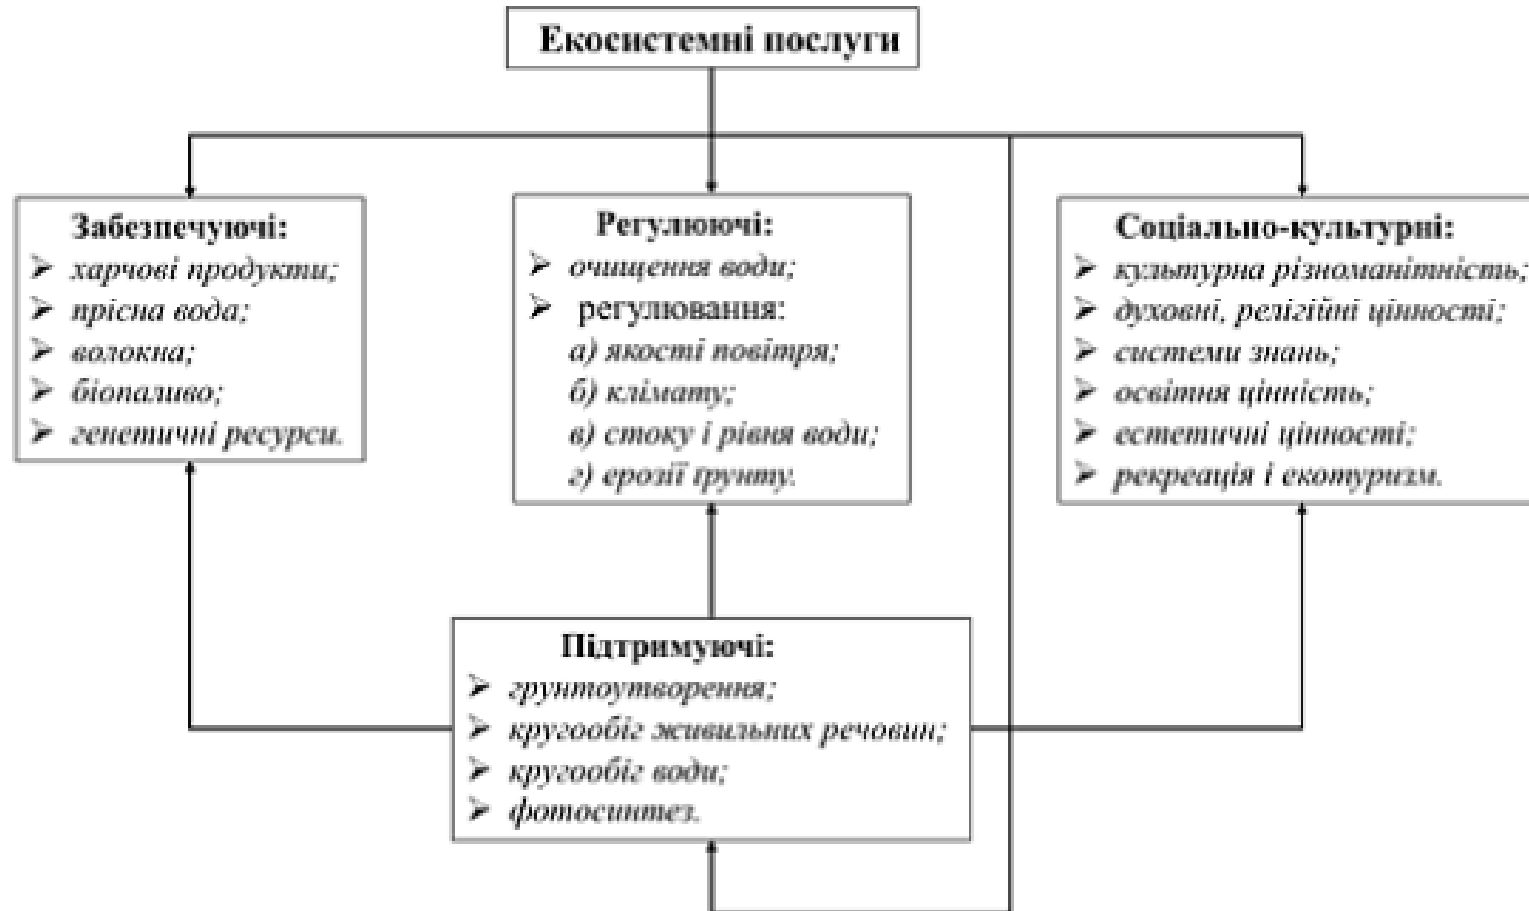 Екосистемні послуги
Забезпечуючі:
➢ харчові продукти;
➢ прісна вода;
➢ волокна;
➢ біопаливо;
➢ генетичні ресурси.
Регулюючі:
➢ очищення води;
➢ регулювання:
а) якості повітря;
б) клімату;
в) стоку і рівня води;
г) ерозії ґрунту.
Соціально-культурні:
➢ культурна різноманітність;
➢ духовні, релігійні цінності;
➢ системи знань;
➢ освітня цінність;
➢ естетичні цінності;
➢ рекреація і екотуризм.
Підтримуючі:
➢ грунтоутворення;
➢ кругообіг живильних речовин;
➢ кругообіг води;
➢ фотосинтез.